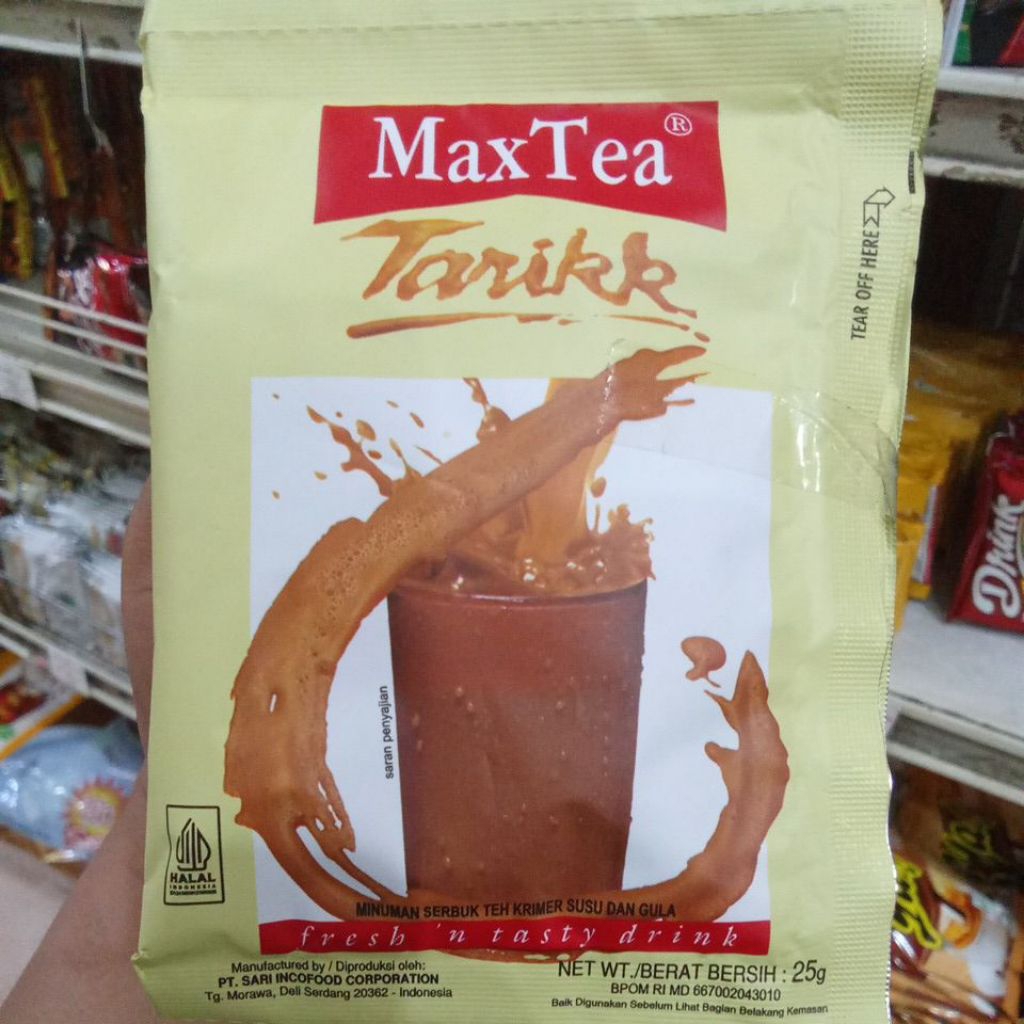 MaxTea®
Tarikk
TEAR OFF HERE
saran penyajian
HALAL
INDONESIA
MINUMAN SERBUK TEH KRIMER SUSU DAN GULA
fresh 'n tasty drink
Manufactured by / Diproduksi oleh:
PT. SARI INCOFOOD CORPORATION
Tg. Morawa, Deli Serdang 20362 - Indonesia
NET WT./BERAT BERSIH : 25g
BPOM RI MD 667002043010
Baik Digunakan Sebelum Lihat Bagian Belakang Kemasan
Drink